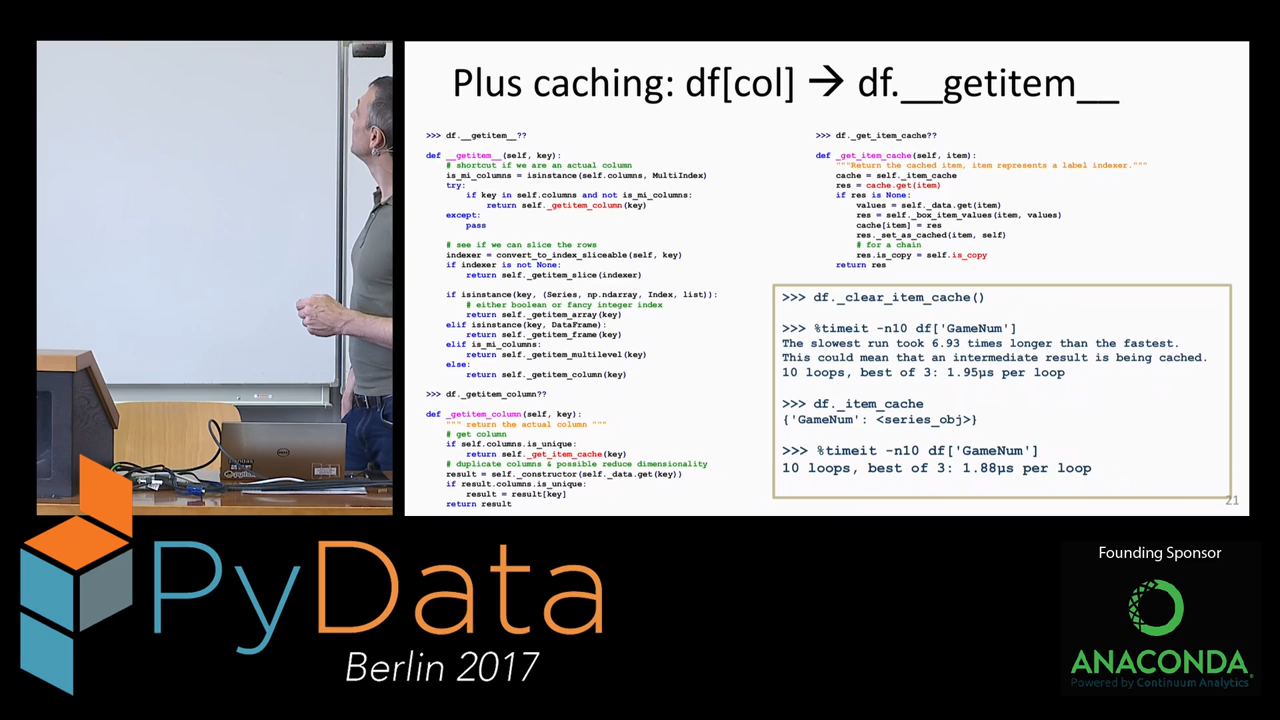 Plus caching: df[col] → df.__getitem__
>>> df.__getitem__??
def __getitem__(self, key):
# shortcut if we are an actual column
is_mi_columns = isinstance(self.columns, MultiIndex)
try:
if key in self.columns and not is_mi_columns:
return self._getitem_column(key)
except:
pass
# see if we can slice the rows
indexer = convert_to_index_sliceable(self, key)
if indexer is not None:
return self._getitem_slice(indexer)
if isinstance(key, (Series, np.ndarray, Index, list)):
# either boolean or fancy integer index
return self._getitem_array(key)
elif isinstance(key, DataFrame):
return self._getitem_frame(key)
elif is_mi_columns:
return self._getitem_multilevel(key)
else:
return self._getitem_column(key)
>>> df._getitem_column??
def _getitem_column(self, key):
""" return the actual column """
# get column
if self.columns.is_unique:
return self._get_item_cache(key)
# duplicate columns & possible reduce dimensionality
result = self._constructor(self._data.get(key))
if result.columns.is_unique:
result = result[key]
return result
>>> df._get_item_cache??
def _get_item_cache(self, item):
"""Return the cached item, item represents a label indexer."""
cache = self._item_cache
res = cache.get(item)
if res is None:
values = self._data.get(item)
res = self._box_item_values(item, values)
cache[item] = res
res._set_as_cached(item, self)
# for a chain
res.is_copy = self.is_copy
return res
>>> df._clear_item_cache()
>>> %timeit -n10 df['GameNum']
The slowest run took 6.93 times longer than the fastest.
This could mean that an intermediate result is being cached.
10 loops, best of 3: 1.95µs per loop
>>> df._item_cache
{'GameNum': <series_obj>}
>>> %timeit -n10 df['GameNum']
10 loops, best of 3: 1.88µs per loop
21
DELL
PyData
Berlin 2017
Founding Sponsor
ANACONDA
Powered by Continuum Analytics